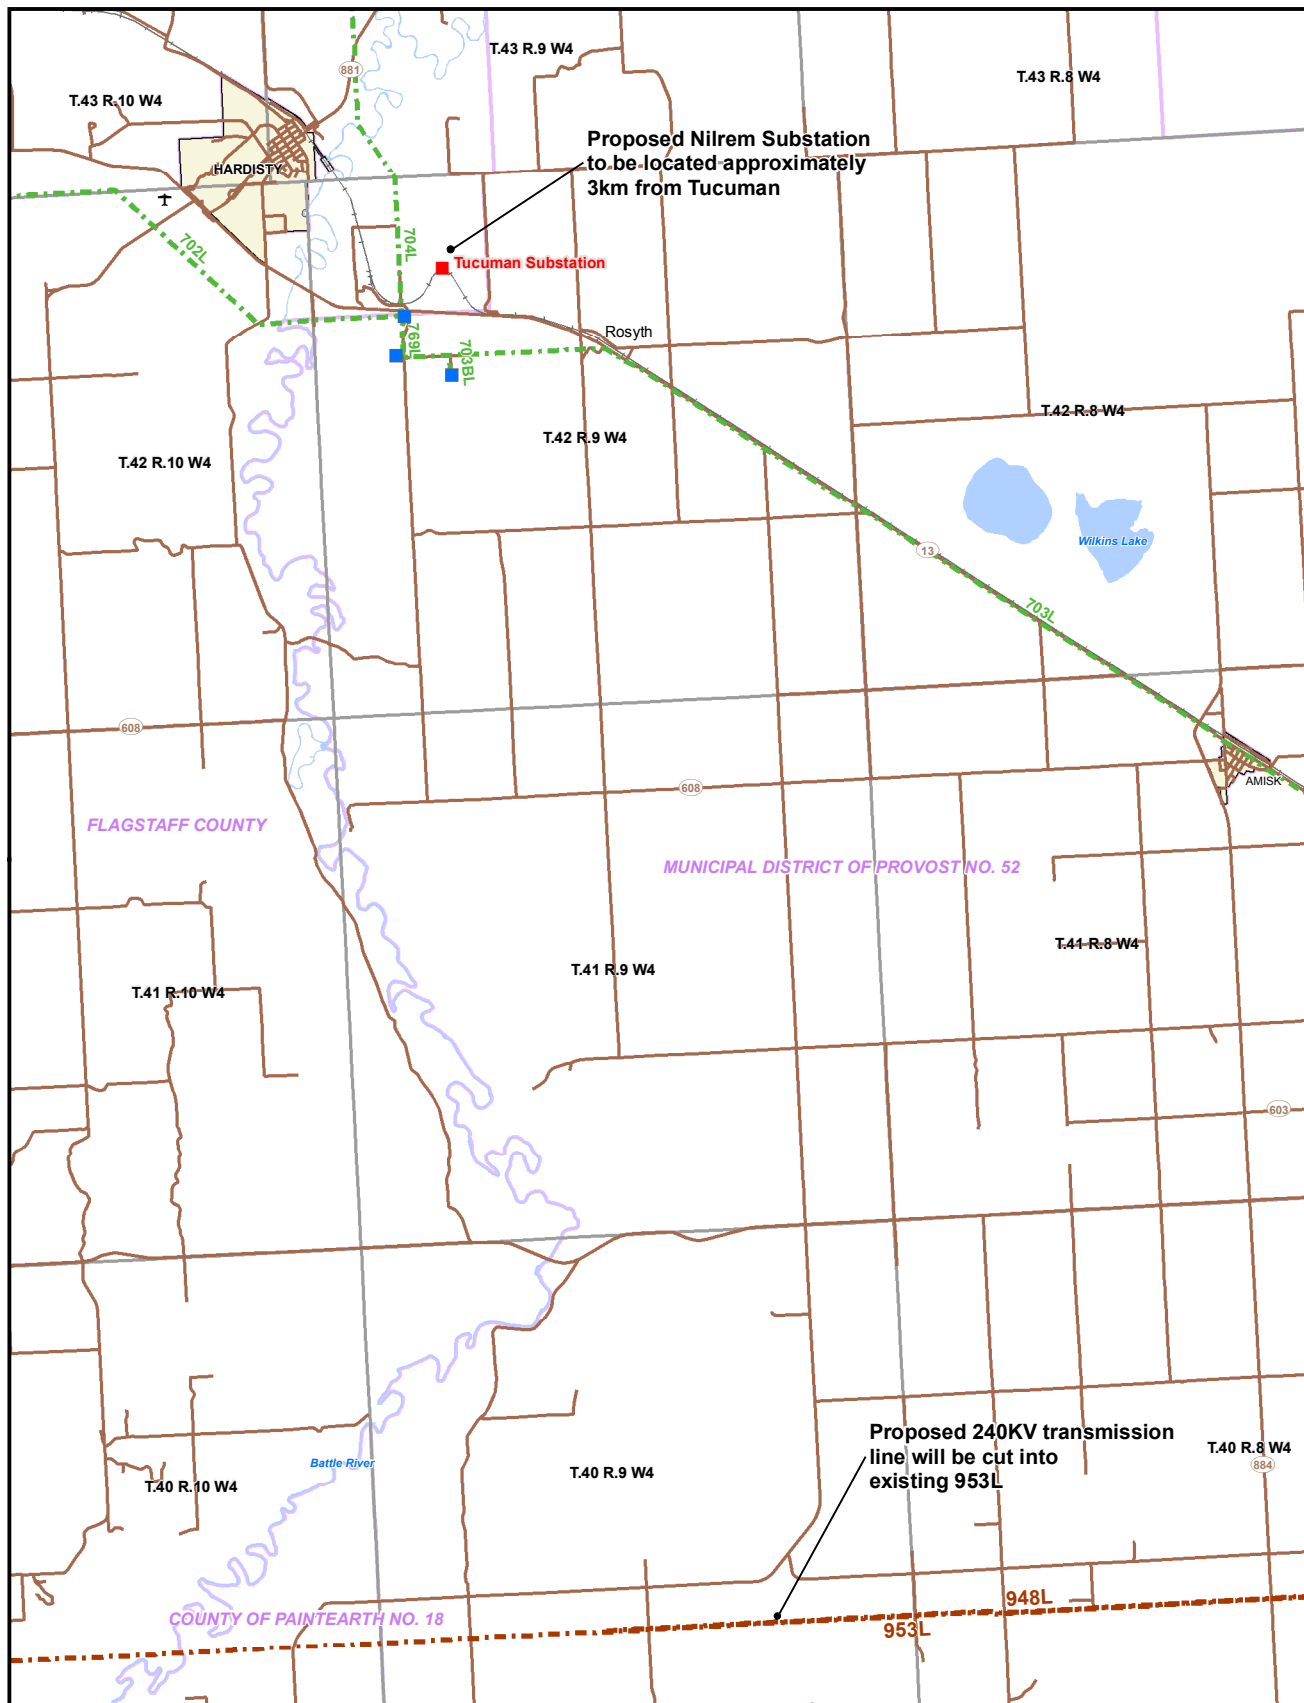 T.43 R.9 W4
881
T.43 R.8 W4
T.43 R.10 W4
Proposed Nilrem Substation
to be located approximately
3km from Tucuman
HARDISTY
702L
704L
Tucuman Substation
Rosyth
769L
703BL
T.42 R.8 W4
T.42 R.9 W4
T.42 R.10 W4
Wilkins Lake
13
703L
608
608
AMISK
FLAGSTAFF COUNTY
MUNICIPAL DISTRICT OF PROVOST NO. 52
T.41 R.8 W4
T.41 R.9 W4
T.41 R.10 W4
603
Proposed 240KV transmission
line will be cut into
existing 953L
T.40 R.8 W4
884
Battle River
T.40 R.9 W4
T.40 R.10 W4
948L
COUNTY OF PAINTEARTH NO. 18
953L